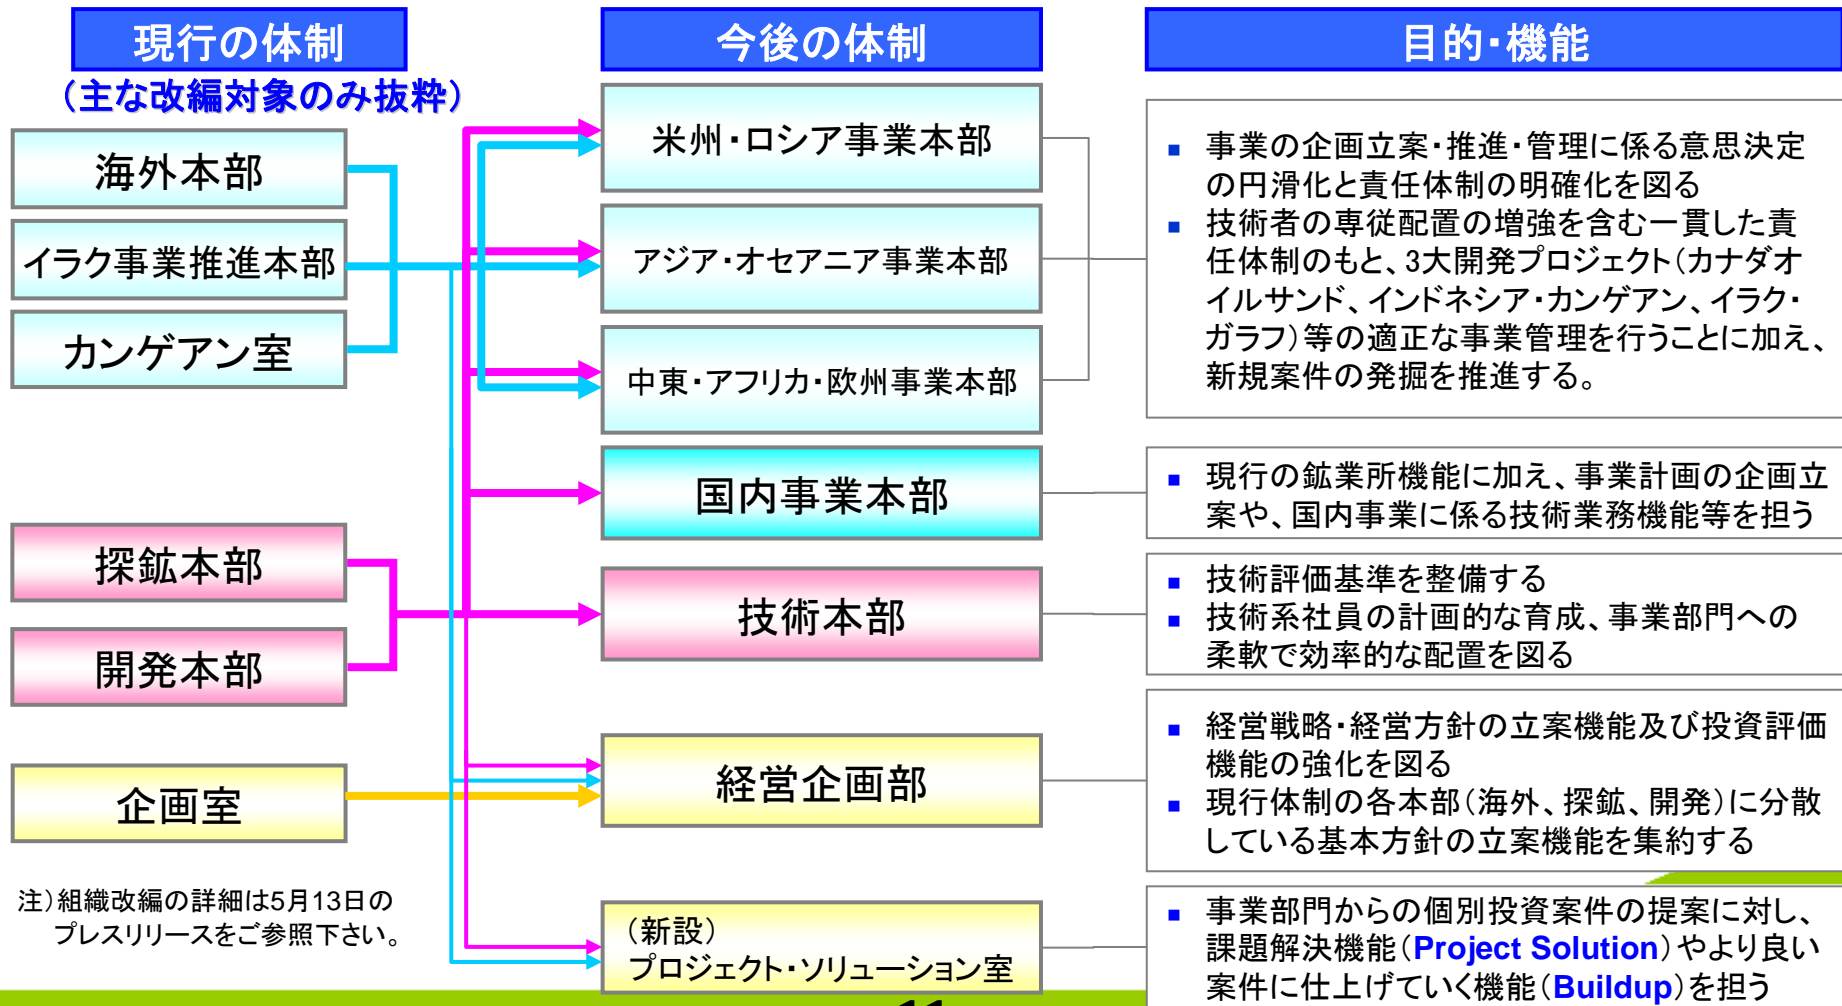 現行の体制
(主な改編対象のみ抜粋)
海外本部
イラク事業推進本部
カンゲアン室
探鉱本部
開発本部
企画室
注)組織改編の詳細は5月13日の
プレスリリースをご参照下さい。
今後の体制
米州・ロシア事業本部
アジア・オセアニア事業本部
中東・アフリカ・欧州事業本部
国内事業本部
技術本部
経営企画部
(新設)
プロジェクト・ソリューション室
目的・機能
■ 事業の企画立案・推進・管理に係る意思決定
の円滑化と責任体制の明確化を図る
■ 技術者の専従配置の増強を含む一貫した責
任体制のもと、3大開発プロジェクト(カナダオ
イルサンド、インドネシア・カンゲアン、イラク・
ガラフ)等の適正な事業管理を行うことに加え、
新規案件の発掘を推進する。
■ 現行の鉱業所機能に加え、事業計画の企画立
案や、国内事業に係る技術業務機能等を担う
■ 技術評価基準を整備する
■ 技術系社員の計画的な育成、事業部門への
柔軟で効率的な配置を図る
■ 経営戦略・経営方針の立案機能及び投資評価
機能の強化を図る
■ 現行体制の各本部(海外、探鉱、開発)に分散
している基本方針の立案機能を集約する
■ 事業部門からの個別投資案件の提案に対し、
課題解決機能(Project Solution)やより良い
案件に仕上げていく機能(Buildup)を担う